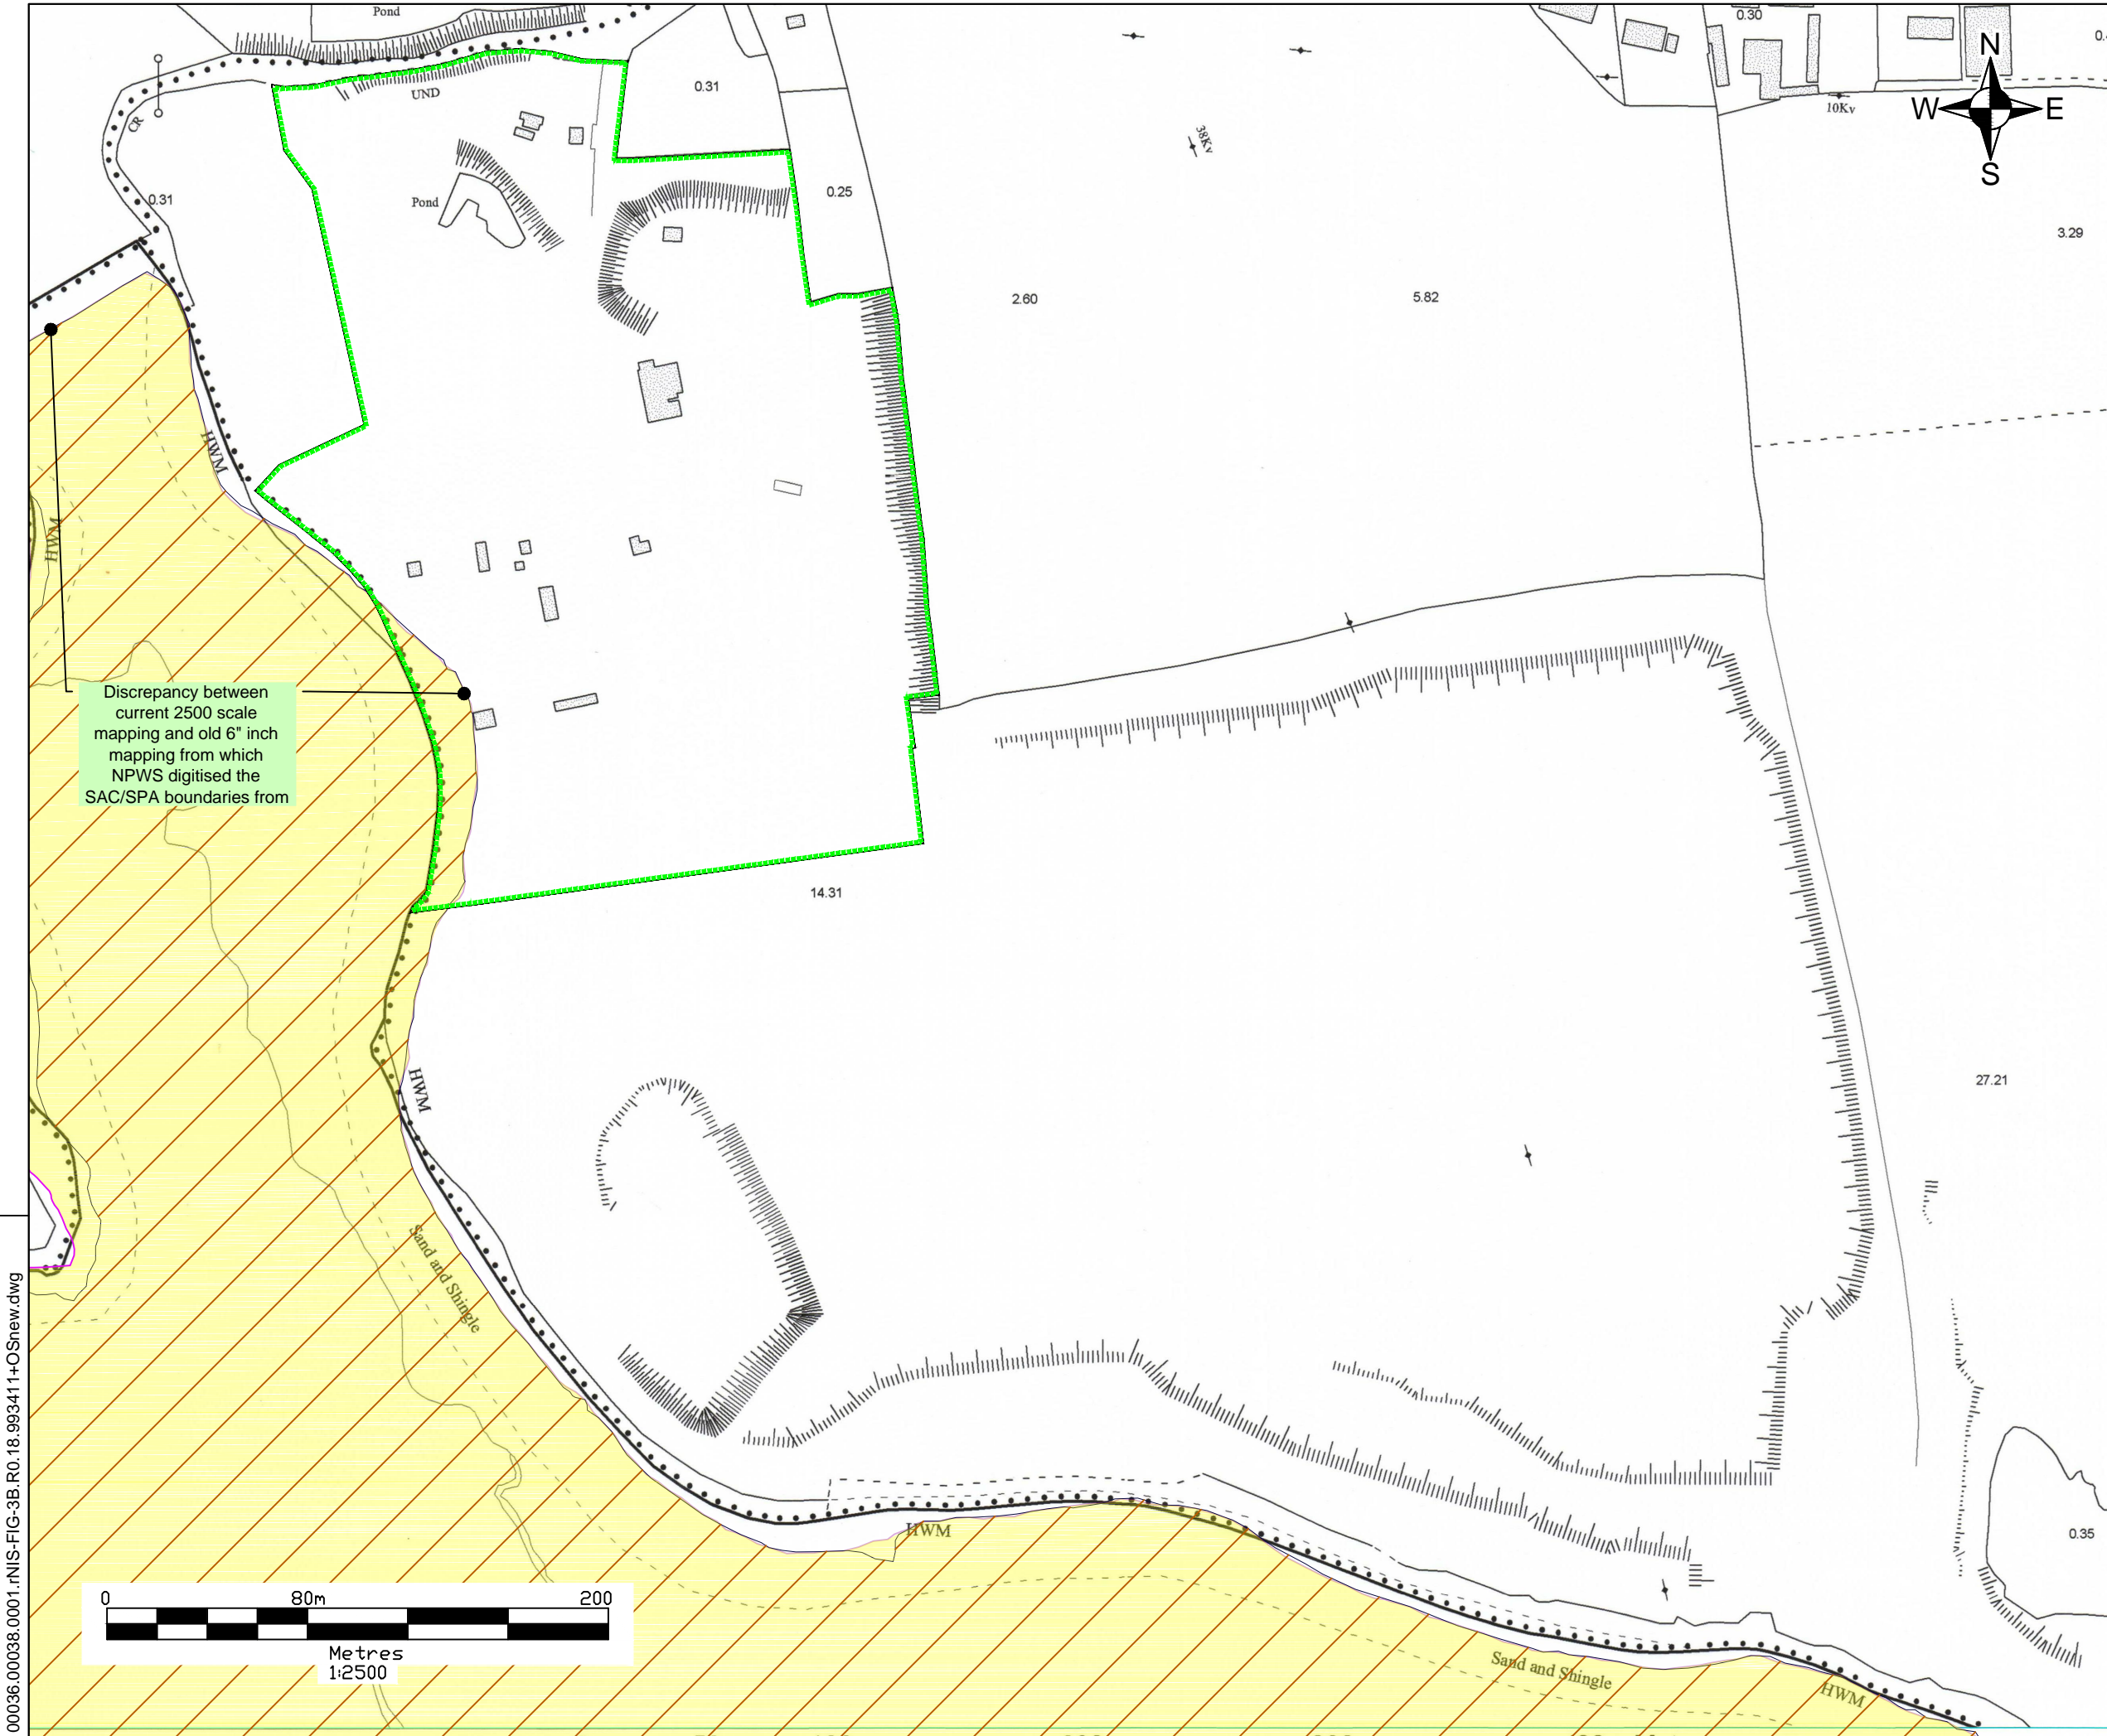 Pond
0.30
N
W
E
S
10Kv
UND
0.31
38Kv
CR
0.31
Pond
0.25
3.29
2.60
5.82
HWM
HWM
Discrepancy between
current 2500 scale
mapping and old 6" inch
mapping from which
NPWS digitised the
SAC/SPA boundaries from
14.31
HWM
27.21
Sand and Shingle
HWM
0.35
0 80m 200
Metres
1:2500
Sand and Shingle
HWM
00036.00038.0001.rNIS-FIG-3B.R0.18.993411+OSnew.dwg